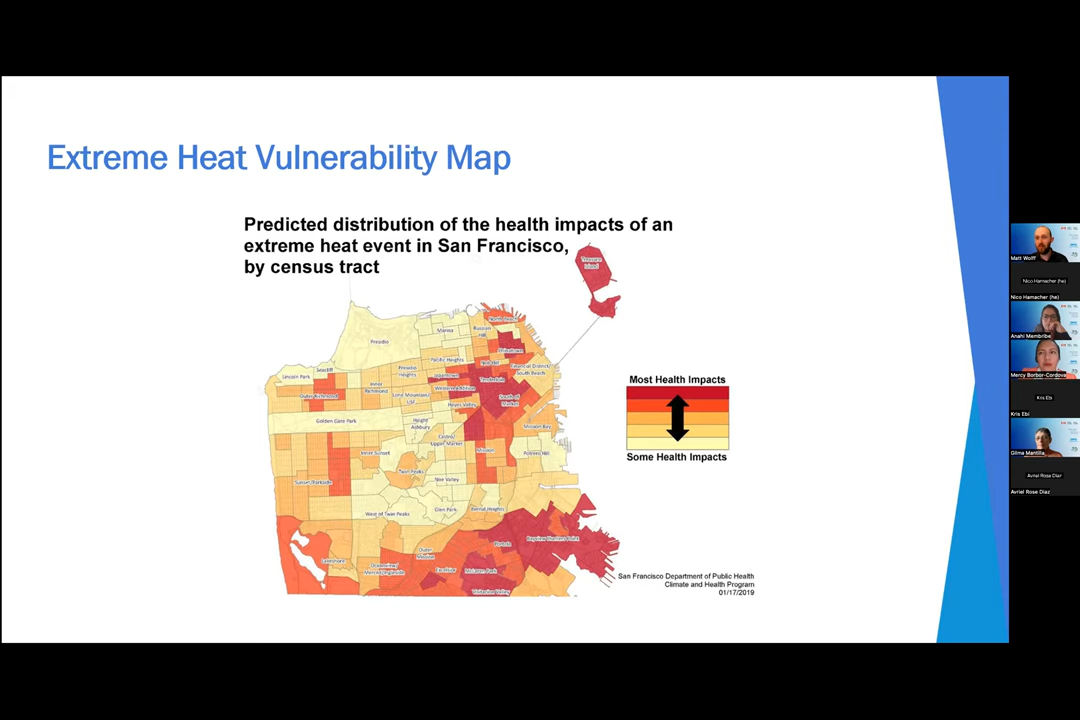 Extreme Heat Vulnerability Map
Predicted distribution of the health impacts of an
extreme heat event in San Francisco,
by census tract
Treasure
Island
North Beach
Marina
Russian
Hill
Presidio
Chinatown
Pacific Heights
Nob Hill
Financial District/
South Beach
Seacliff
Lincoln Park
Presidio
Heights
Japantown
Tenderloin
Inner
Richmond
Western Addition
Outer Richmond
Lone Mountain/
USF
Hayes Valley
South of
Market
Golden Gate Park
Haight
Ashbury
Mission Bay
Castro/
Upper Market
Mission
Potrero Hill
Inner Sunset
Twin Peaks
Noe Valley
Sunset/Parkside
Glen Park
Bernal Heights
West of Twin Peaks
Bayview Hunters Point
Portola
Outer
Mission
Lakeshore
Oceanview/
Merced/Ingleside
Excelsior
McLaren Park
Visitacion Valley
Most Health Impacts
Some Health Impacts
San Francisco Department of Public Health
Climate and Health Program
01/17/2019
Matt Wolff
Nico Hamacher (he)
Nico Hamacher (he)
Anahi Membribe
Mercy Borbor-Cordova
Kris Ebi
Kris Ebi
Gilma Mantilla
Avriel Rose Diaz
Avriel Rose Diaz